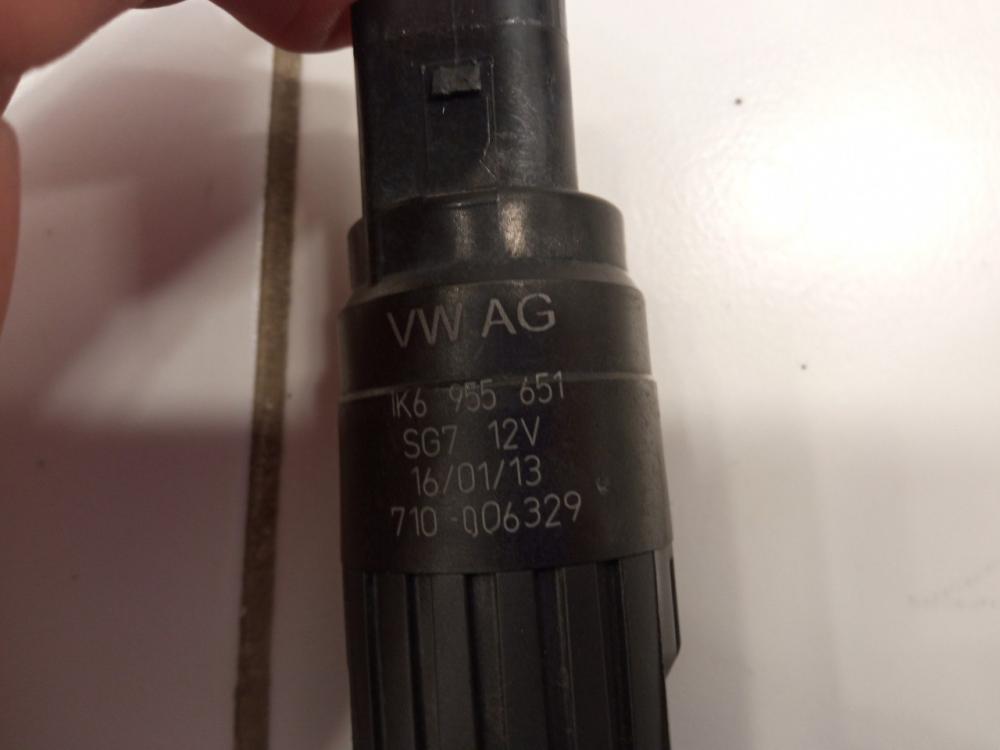 VW AG
1K6 955 651
SG7 12V
16/01/13
710-006329